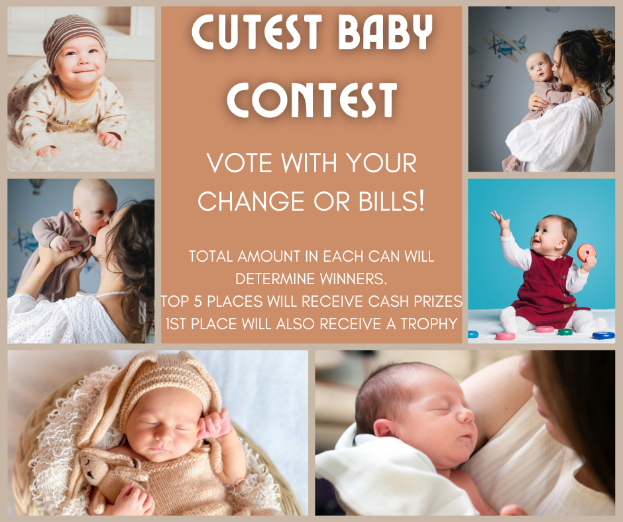 CUTEST BABY
CONTEST
VOTE WITH YOUR
CHANGE OR BILLS!
TOTAL AMOUNT IN EACH CAN WILL
DETERMINE WINNERS.
TOP 5 PLACES WILL RECEIVE CASH PRIZES
1ST PLACE WILL ALSO RECEIVE A TROPHY